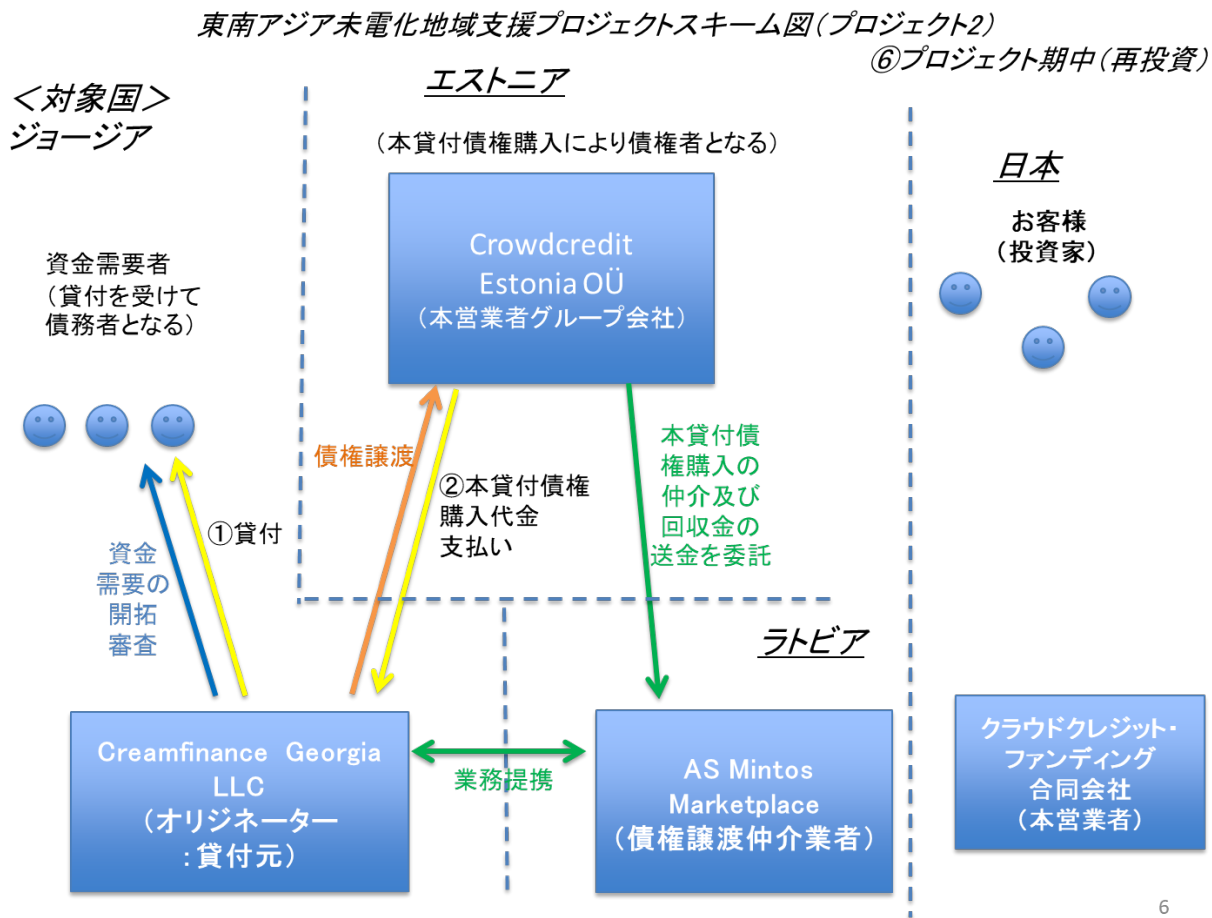 東南アジア未電化地域支援プロジェクトスキーム図(プロジェクト2)
⑥プロジェクト期中(再投資)
<対象国>
ジョージア
エストニア
(本貸付債権購入により債権者となる)
日本
お客様
(投資家)
Crowdcredit
Estonia OÜ
(本営業者グループ会社)
資金需要者
(貸付を受けて
債務者となる)
債権譲渡
②本貸付債権
購入代金
支払い
本貸付債
権購入の
仲介及び
回収金の
送金を委託
①貸付
資金
需要の
開拓
審査
ラトビア
Creamfinance Georgia
LLC
(オリジネーター
:貸付元)
業務提携
AS Mintos
Marketplace
(債権譲渡仲介業者)
クラウドクレジット・
ファンディング
合同会社
(本営業者)
6